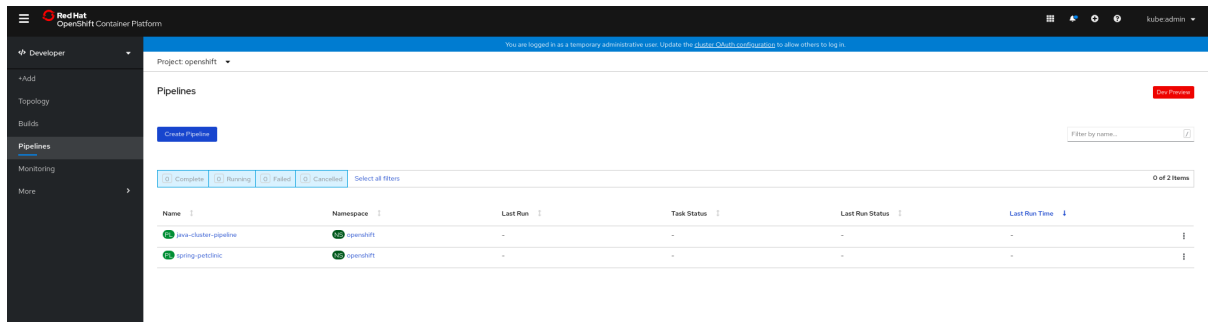 Red Hat
OpenShift Container Platform
kube:admin
</> Developer
You are logged in as a temporary administrative user. Update the cluster OAuth configuration to allow others to log in.
Project: openshift
+Add
Topology
Builds
Pipelines
Monitoring
More
Pipelines
Dev Preview
Create Pipeline
Filter by name... /
0 Complete 0 Running 0 Failed 0 Cancelled Select all filters 0 of 2 Items
Name Namespace Last Run Task Status Last Run Status Last Run Time
PL java-cluster-pipeline NS openshift - - - -
PL spring-petclinic NS openshift - - - -